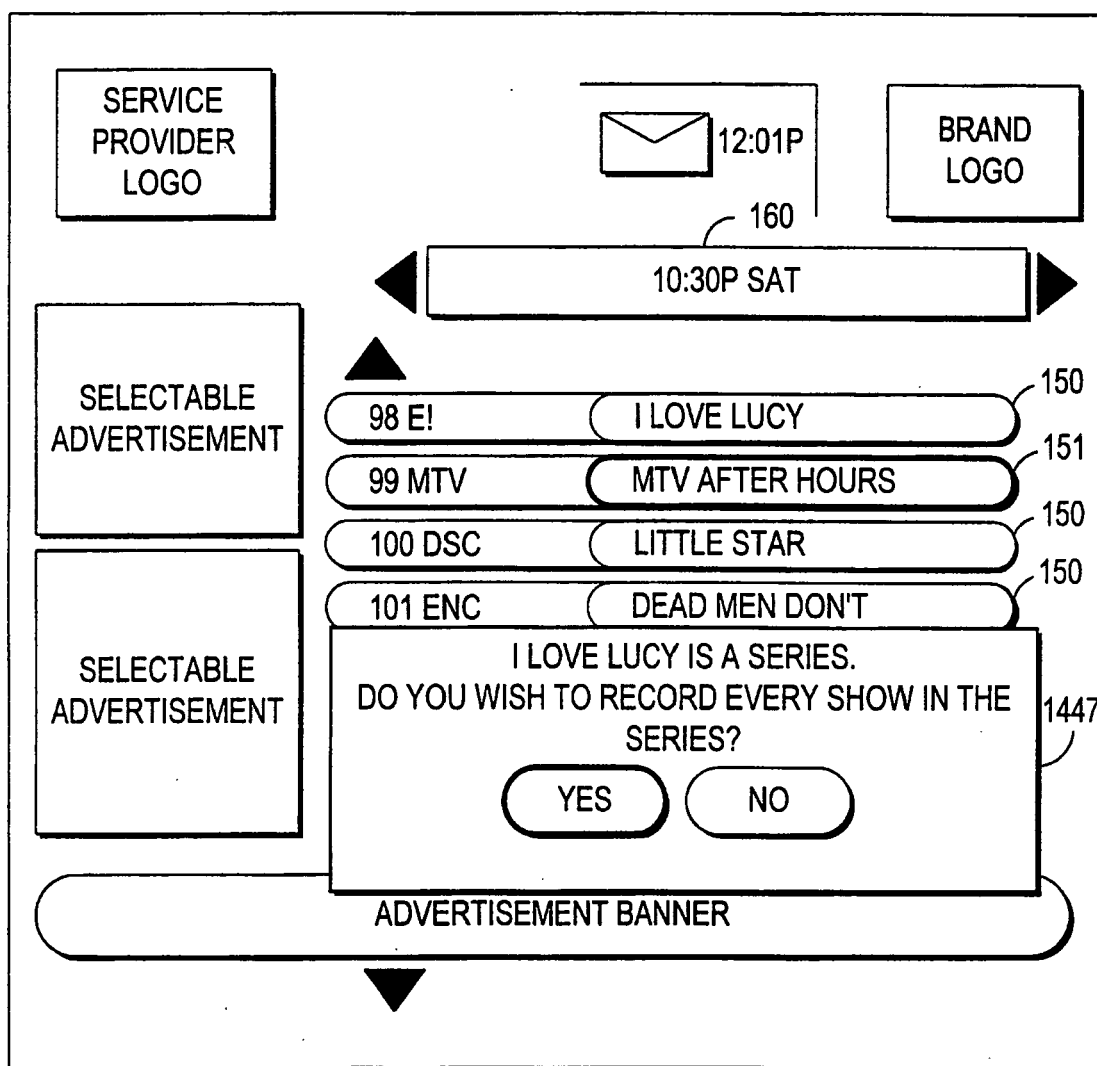 SERVICE
PROVIDER
LOGO
12:01P
BRAND
LOGO
160
10:30P SAT
SELECTABLE
ADVERTISEMENT
150
98 E! I LOVE LUCY
151
99 MTV MTV AFTER HOURS
150
100 DSC LITTLE STAR
150
101 ENC DEAD MEN DON'T
SELECTABLE
ADVERTISEMENT
I LOVE LUCY IS A SERIES.
DO YOU WISH TO RECORD EVERY SHOW IN THE
SERIES?
1447
YES NO
ADVERTISEMENT BANNER